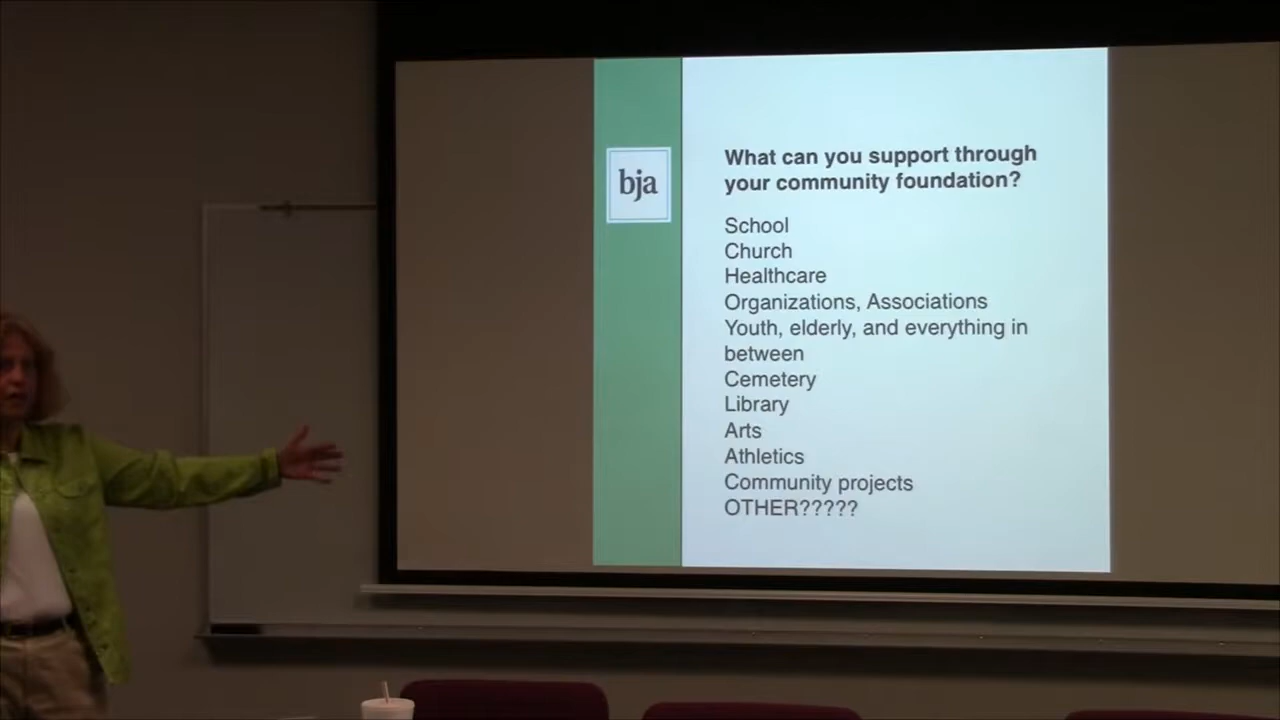 bja
What can you support through
your community foundation?
School
Church
Healthcare
Organizations, Associations
Youth, elderly, and everything in
between
Cemetery
Library
Arts
Athletics
Community projects
OTHER?????